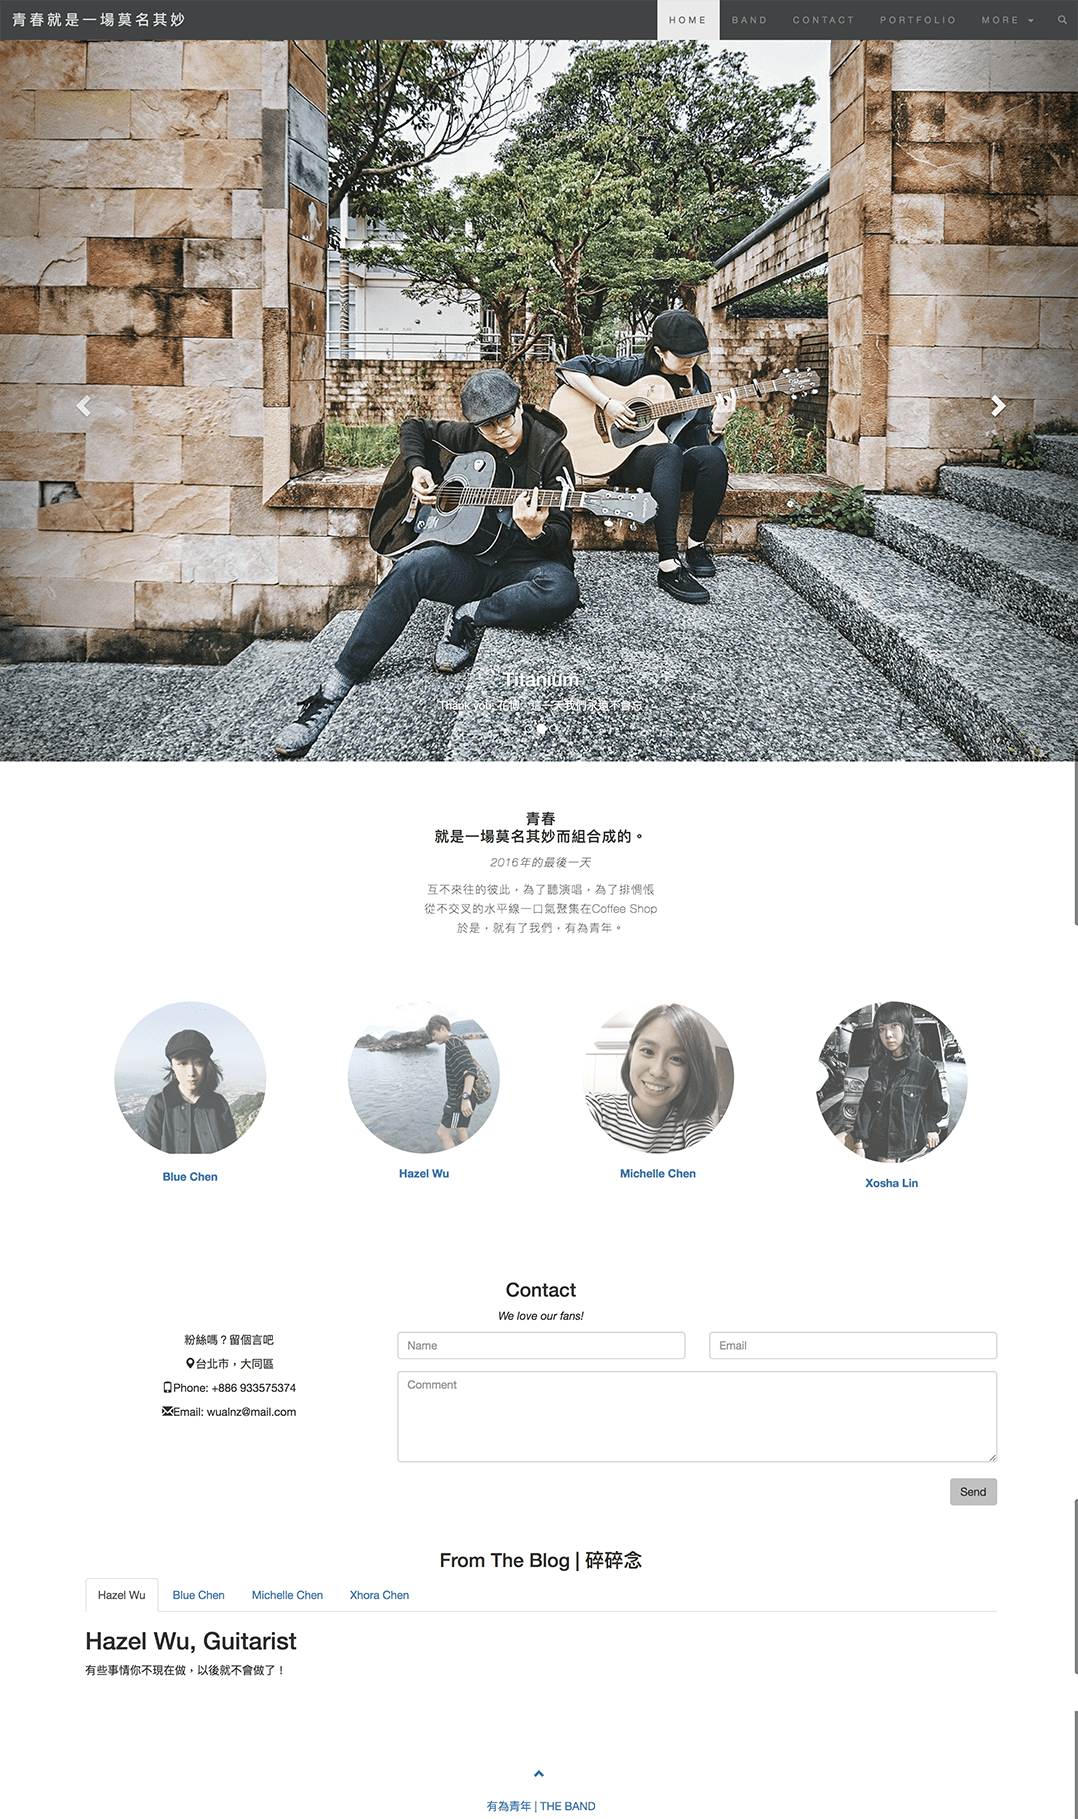 青春就是一場莫名其妙
HOME BAND CONTACT PORTFOLIO MORE
Titanium
Thank you, 花博。這一天我們永遠不會忘
青春
就是一場莫名其妙而組合成的。
2016年的最後一天
互不來往的彼此，為了聽演唱，為了排惆悵
從不交叉的水平線一口氣聚集在Coffee Shop
於是，就有了我們，有為青年。
Blue Chen
Hazel Wu
Michelle Chen
Xosha Lin
Contact
We love our fans!
粉絲嗎？留個言吧
台北市，大同區
Phone: +886 933575374
Email: wualnz@mail.com
Name
Email
Comment
Send
From The Blog | 碎碎念
Hazel Wu Blue Chen Michelle Chen Xhora Chen
Hazel Wu, Guitarist
有些事情你不現在做，以後就不會做了！
有為青年 | THE BAND